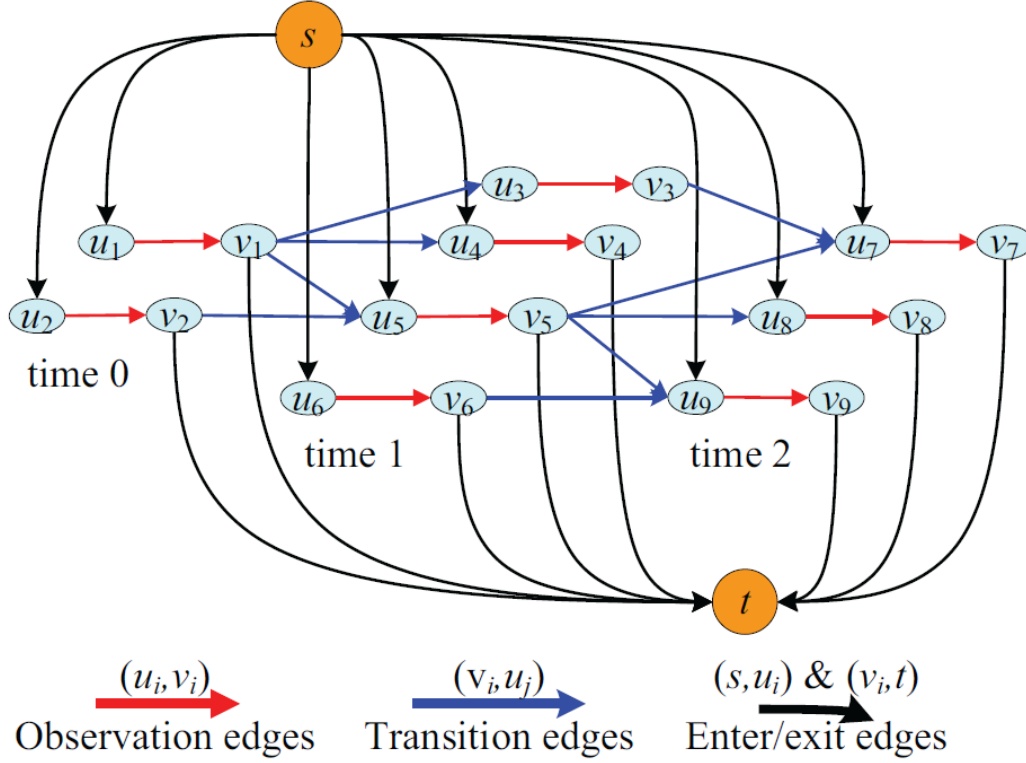 s
u3 v3
u1 v1 u4 v4 u7 v7
u2 v2 u5 v5 u8 v8
time 0
u6 v6 u9 v9
time 1 time 2
t
(ui,vi) (vi,uj) (s,ui) & (vi,t)
Observation edges Transition edges Enter/exit edges